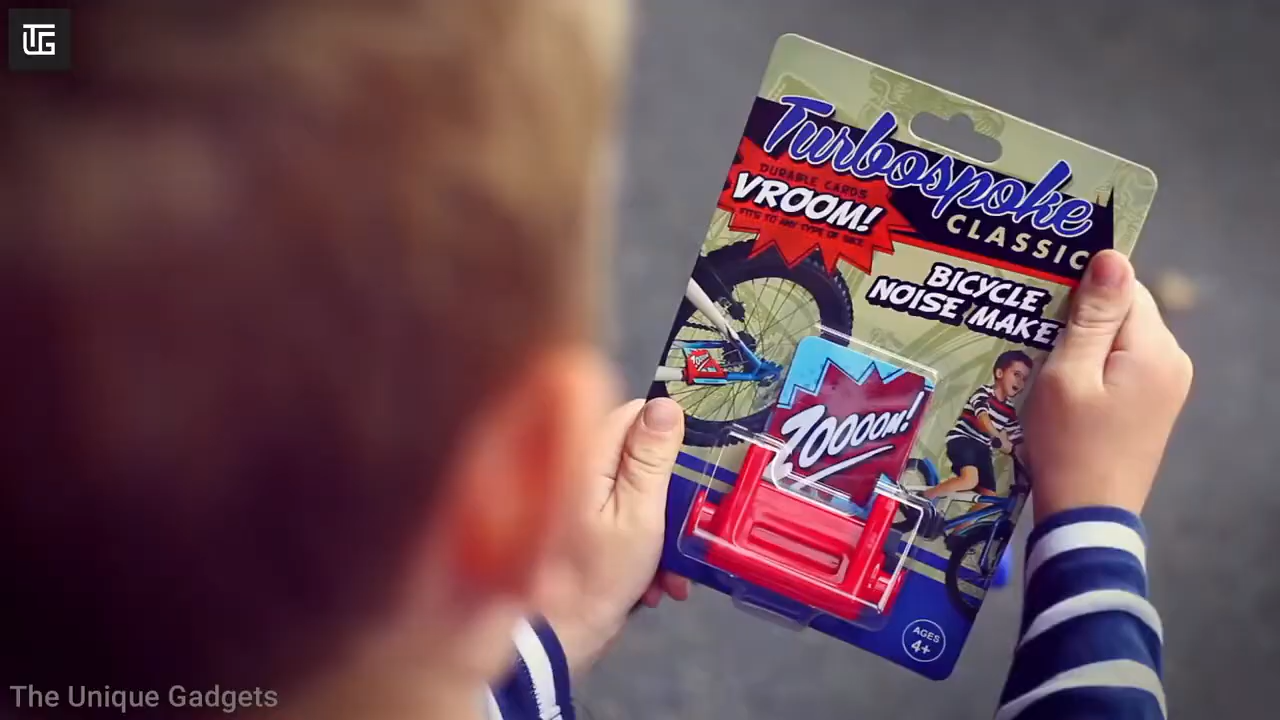 TG
Turbospoke
CLASSIC
DURABLE CARDS
VROOM!
FITS TO ANY TYPE OF BIKE
BICYCLE
NOISE MAKE
ZOOOOM!
AGES
4+
The Unique Gadgets